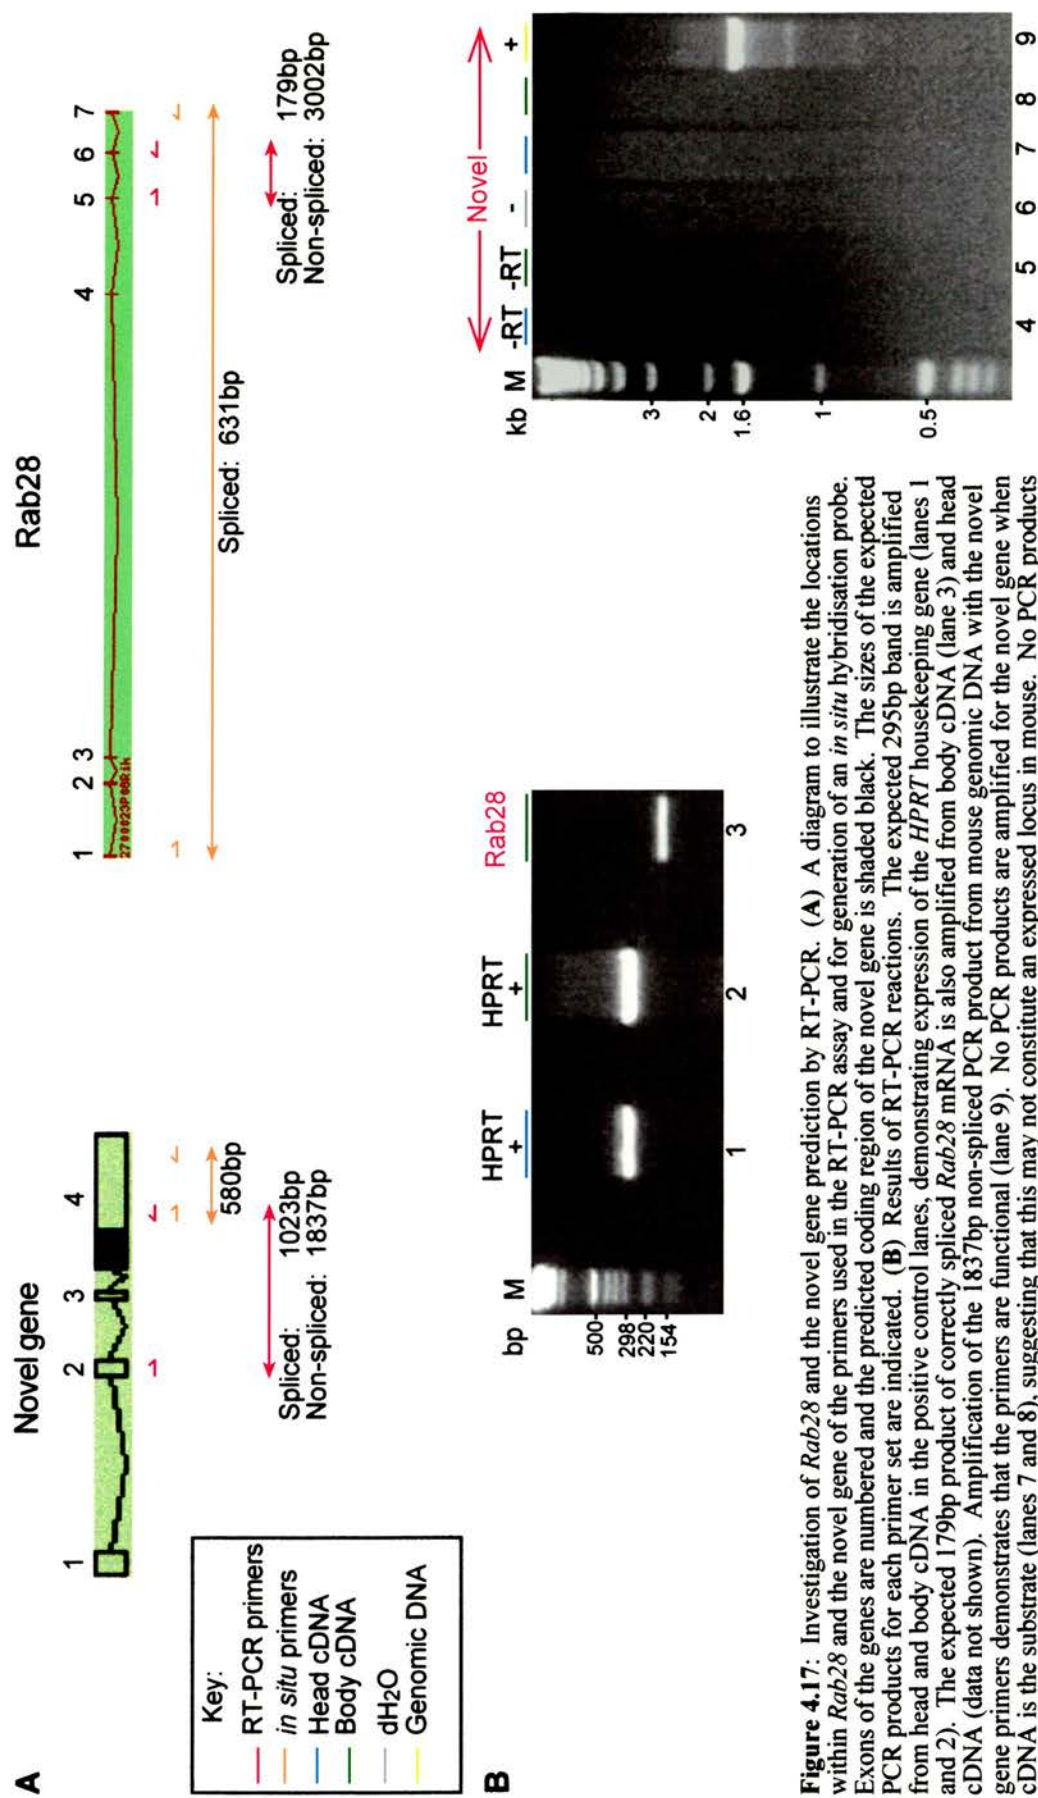 A
Novel gene
Rab28
1 2 3 4
1 2 3 4 5 6 7
2700023P08Rik
580bp
Spliced: 1023bp
Non-spliced: 1837bp
Spliced: 631bp
Spliced: 179bp
Non-spliced: 3002bp
Key:
RT-PCR primers
in situ primers
Head cDNA
Body cDNA
dH2O
Genomic DNA
B
bp M HPRT + HPRT + Rab28
500
298
220
154
1 2 3
Novel
kb M -RT -RT - +
3
2
1.6
1
0.5
4 5 6 7 8 9
Figure 4.17: Investigation of Rab28 and the novel gene prediction by RT-PCR. (A) A diagram to illustrate the locations
within Rab28 and the novel gene of the primers used in the RT-PCR assay and for generation of an in situ hybridisation probe.
Exons of the genes are numbered and the predicted coding region of the novel gene is shaded black. The sizes of the expected
PCR products for each primer set are indicated. (B) Results of RT-PCR reactions. The expected 295bp band is amplified
from head and body cDNA in the positive control lanes, demonstrating expression of the HPRT housekeeping gene (lanes 1
and 2). The expected 179bp product of correctly spliced Rab28 mRNA is also amplified from body cDNA (lane 3) and head
cDNA (data not shown). Amplification of the 1837bp non-spliced PCR product from mouse genomic DNA with the novel
gene primers demonstrates that the primers are functional (lane 9). No PCR products are amplified for the novel gene when
cDNA is the substrate (lanes 7 and 8), suggesting that this may not constitute an expressed locus in mouse. No PCR products